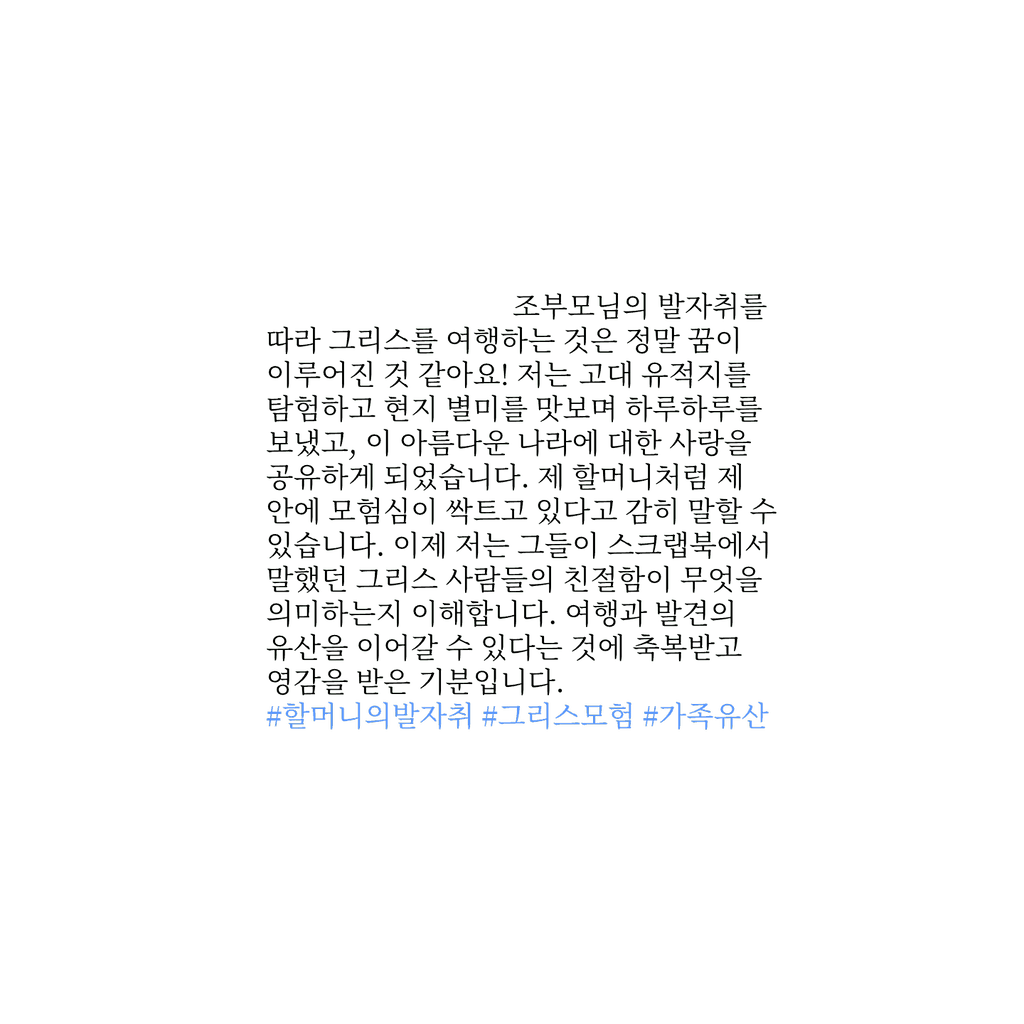 조부모님의 발자취를
따라 그리스를 여행하는 것은 정말 꿈이
이루어진 것 같아요! 저는 고대 유적지를
탐험하고 현지 별미를 맛보며 하루하루를
보냈고, 이 아름다운 나라에 대한 사랑을
공유하게 되었습니다. 제 할머니처럼 제
안에 모험심이 싹트고 있다고 감히 말할 수
있습니다. 이제 저는 그들이 스크랩북에서
말했던 그리스 사람들의 친절함이 무엇을
의미하는지 이해합니다. 여행과 발견의
유산을 이어갈 수 있다는 것에 축복받고
영감을 받은 기분입니다.
#할머니의발자취 #그리스모험 #가족유산